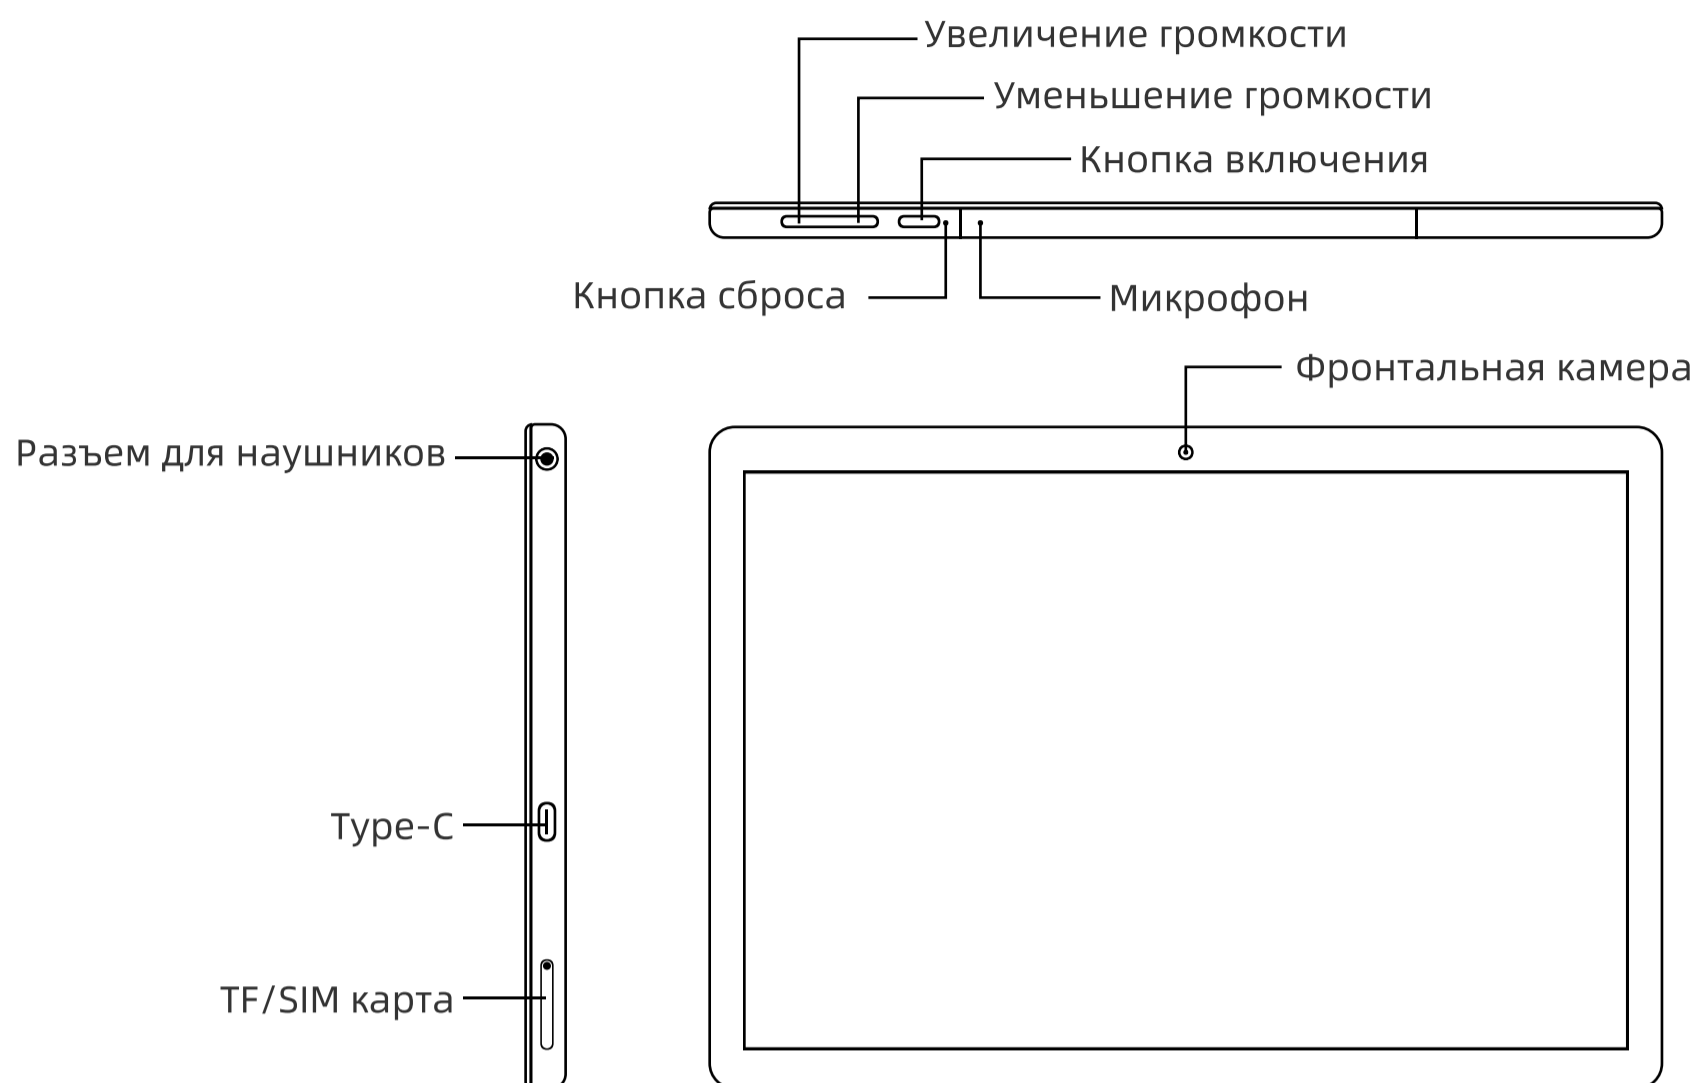 Увеличение громкости
Уменьшение громкости
Кнопка включения
Кнопка сброса
Микрофон
Фронтальная камера
Разъем для наушников
Type-C
TF/SIM карта